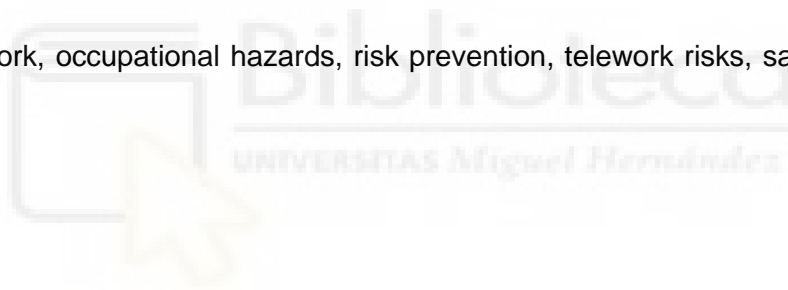 ork, occupational hazards, risk prevention, telework risks, sa
Biblioteca
UNIVERSITAS Miguel Hernández